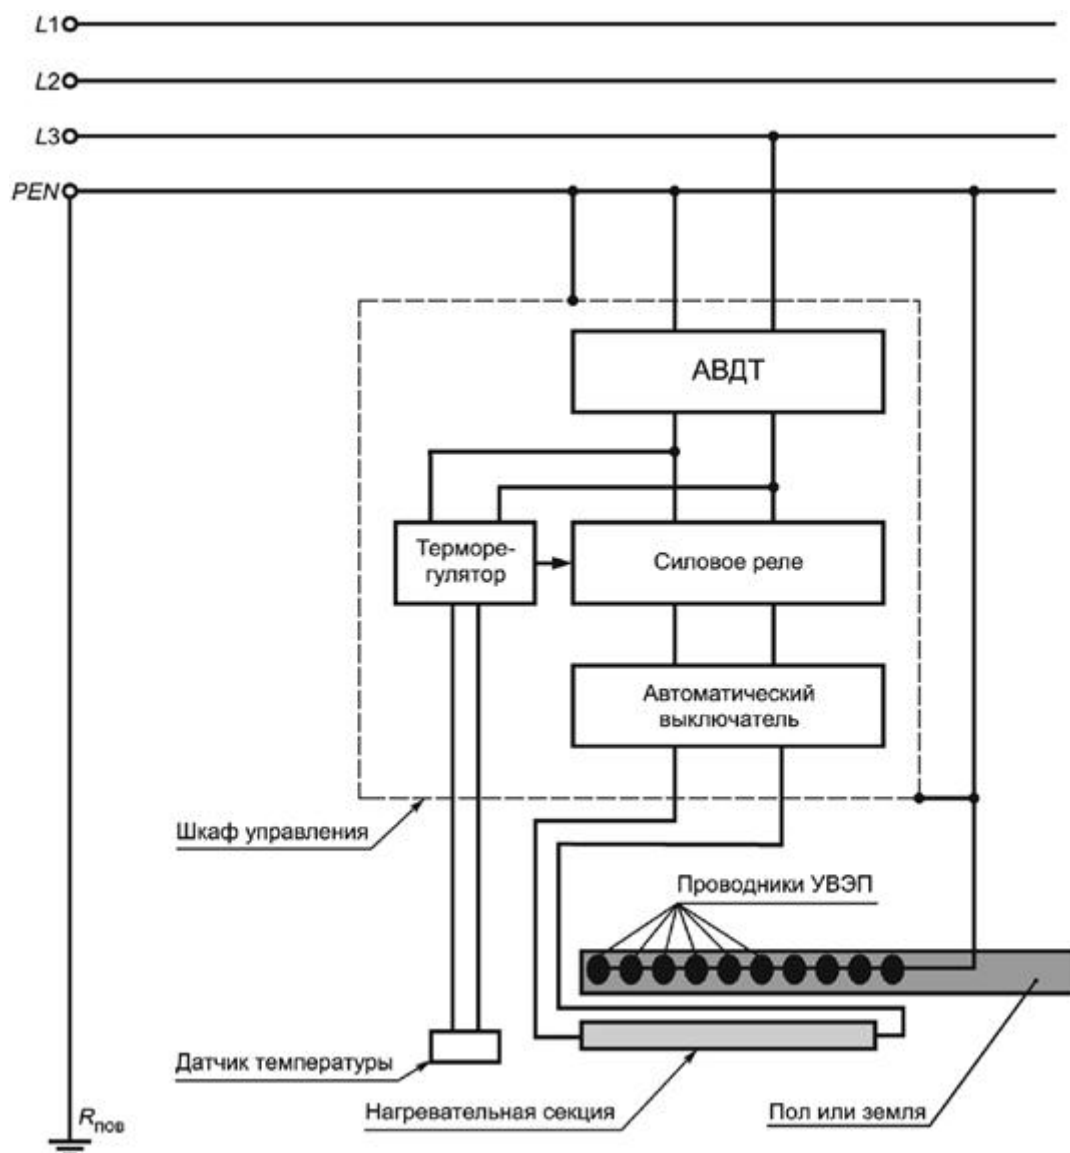 L1
L2
L3
PEN
АВДТ
Терморе-
гулятор
Силовое реле
Автоматический
выключатель
Шкаф управления
Проводники УВЭП
Датчик температуры
Нагревательная секция
Пол или земля
Rпов